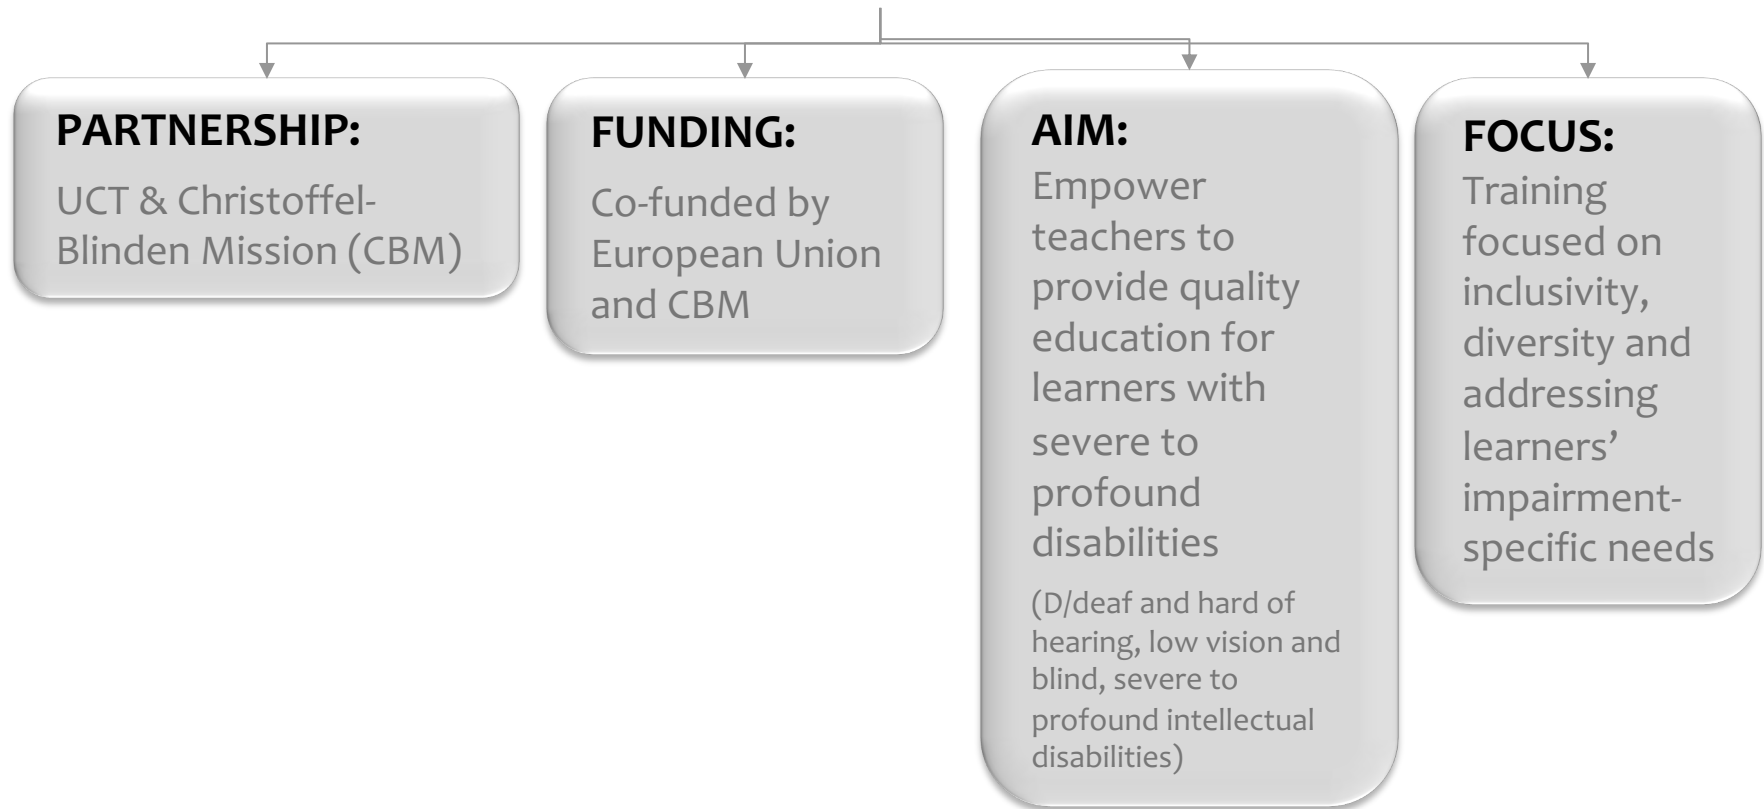 PARTNERSHIP:
UCT & Christoffel-
Blinden Mission (CBM)
FUNDING:
Co-funded by
European Union
and CBM
AIM:
Empower
teachers to
provide quality
education for
learners with
severe to
profound
disabilities
(D/deaf and hard of
hearing, low vision and
blind, severe to
profound intellectual
disabilities)
FOCUS:
Training
focused on
inclusivity,
diversity and
addressing
learners’
impairment-
specific needs